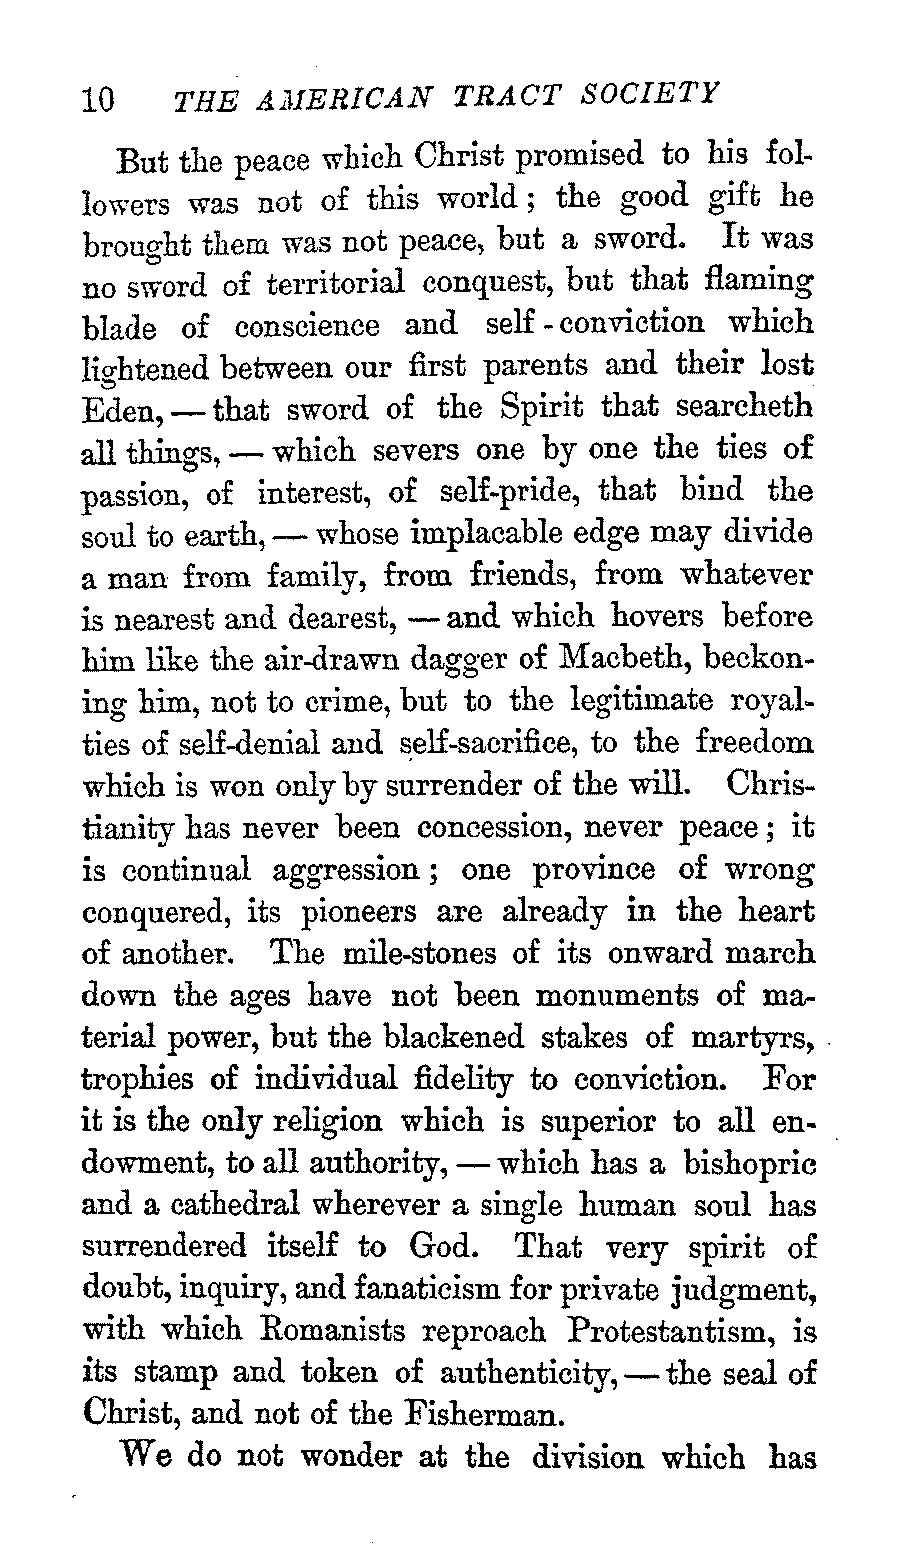 10 THE AMERICAN TRACT SOCIETY
But the peace which Christ promised to his fol-
lowers was not of this world; the good gift he
brought them was not peace, but a sword. It was
no sword of territorial conquest, but that flaming
blade of conscience and self-conviction which
lightened between our first parents and their lost
Eden,—that sword of the Spirit that searcheth
all things,—which severs one by one the ties of
passion, of interest, of self-pride, that bind the
soul to earth,—whose implacable edge may divide
a man from family, from friends, from whatever
is nearest and dearest,—and which hovers before
him like the air-drawn dagger of Macbeth, beckon-
ing him, not to crime, but to the legitimate royal-
ties of self-denial and self-sacrifice, to the freedom
which is won only by surrender of the will. Chris-
tianity has never been concession, never peace; it
is continual aggression; one province of wrong
conquered, its pioneers are already in the heart
of another. The mile-stones of its onward march
down the ages have not been monuments of ma-
terial power, but the blackened stakes of martyrs,
trophies of individual fidelity to conviction. For
it is the only religion which is superior to all en-
dowment, to all authority,—which has a bishopric
and a cathedral wherever a single human soul has
surrendered itself to God. That very spirit of
doubt, inquiry, and fanaticism for private judgment,
with which Romanists reproach Protestantism, is
its stamp and token of authenticity,—the seal of
Christ, and not of the Fisherman.
We do not wonder at the division which has